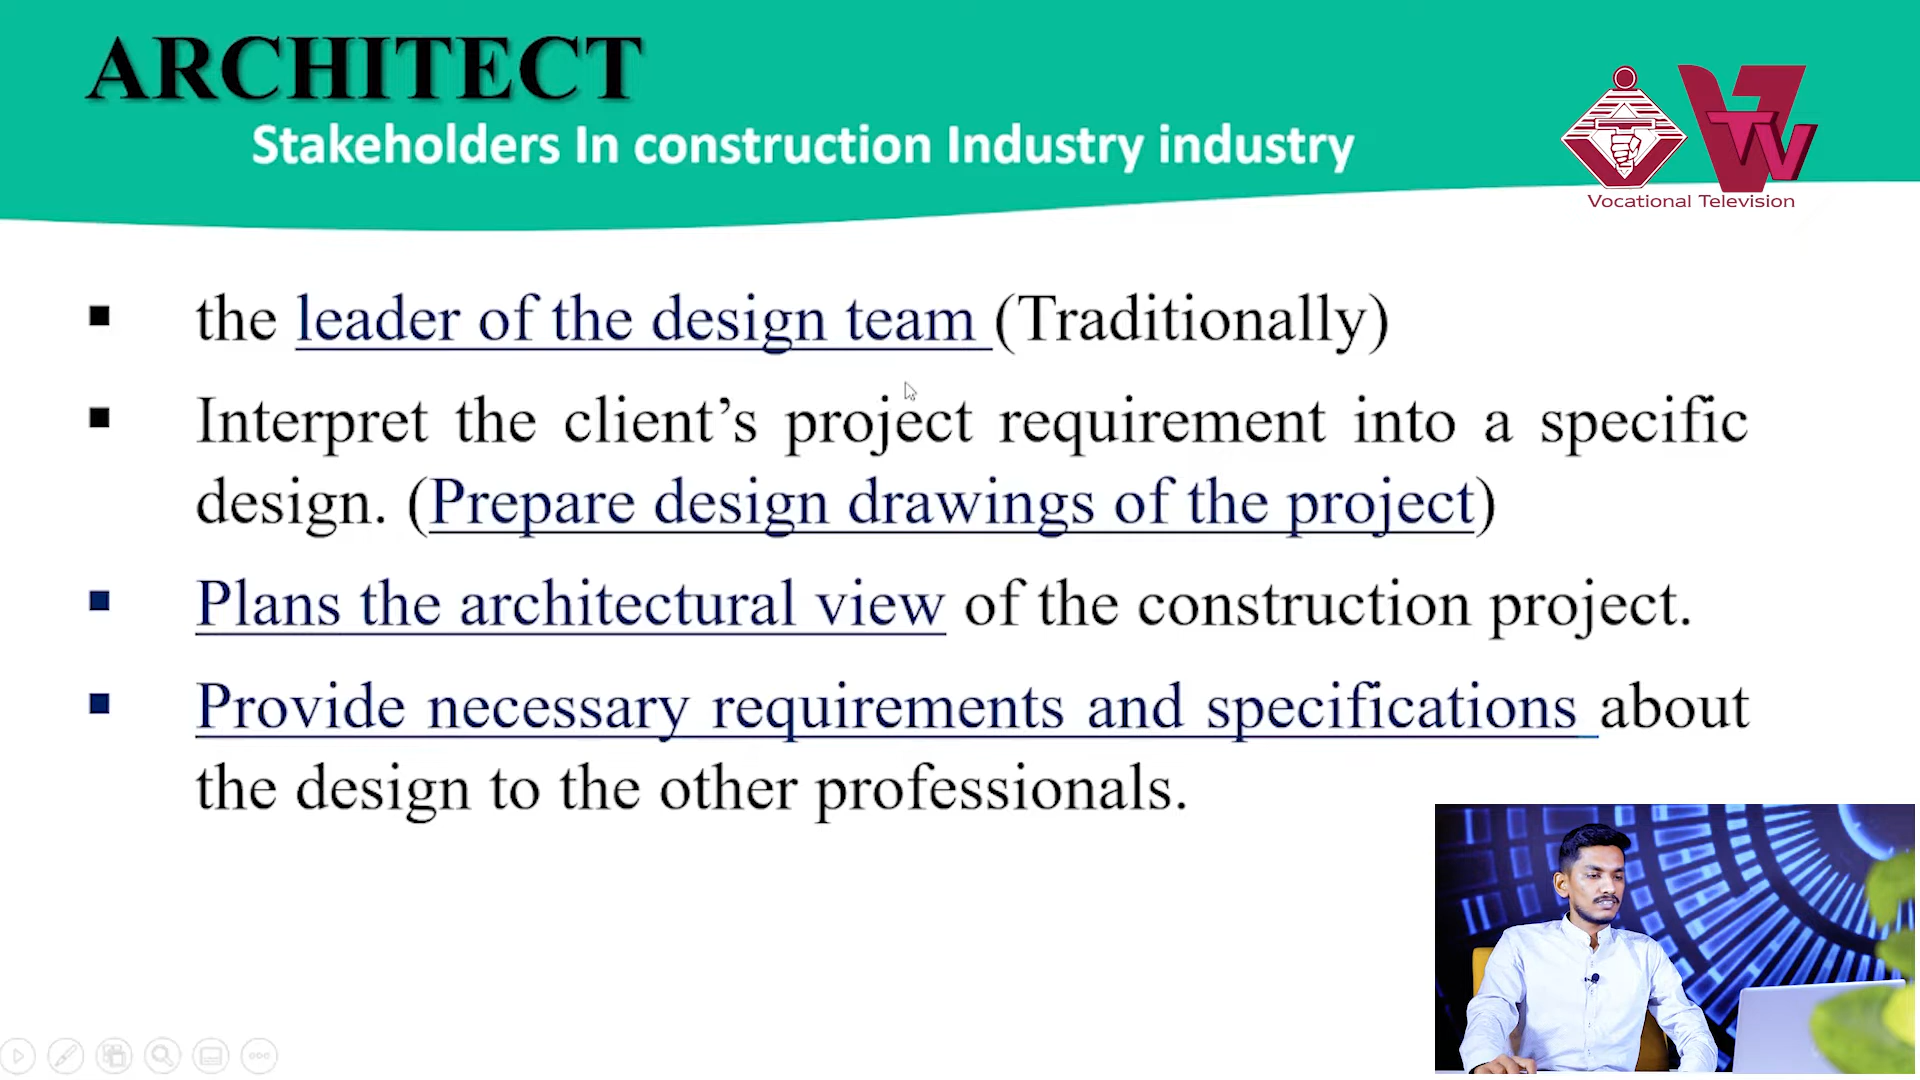 ARCHITECT
Stakeholders In construction Industry industry
VTV
Vocational Television
▪ the leader of the design team (Traditionally)
▪ Interpret the client’s project requirement into a specific
design. (Prepare design drawings of the project)
▪ Plans the architectural view of the construction project.
▪ Provide necessary requirements and specifications about
the design to the other professionals.